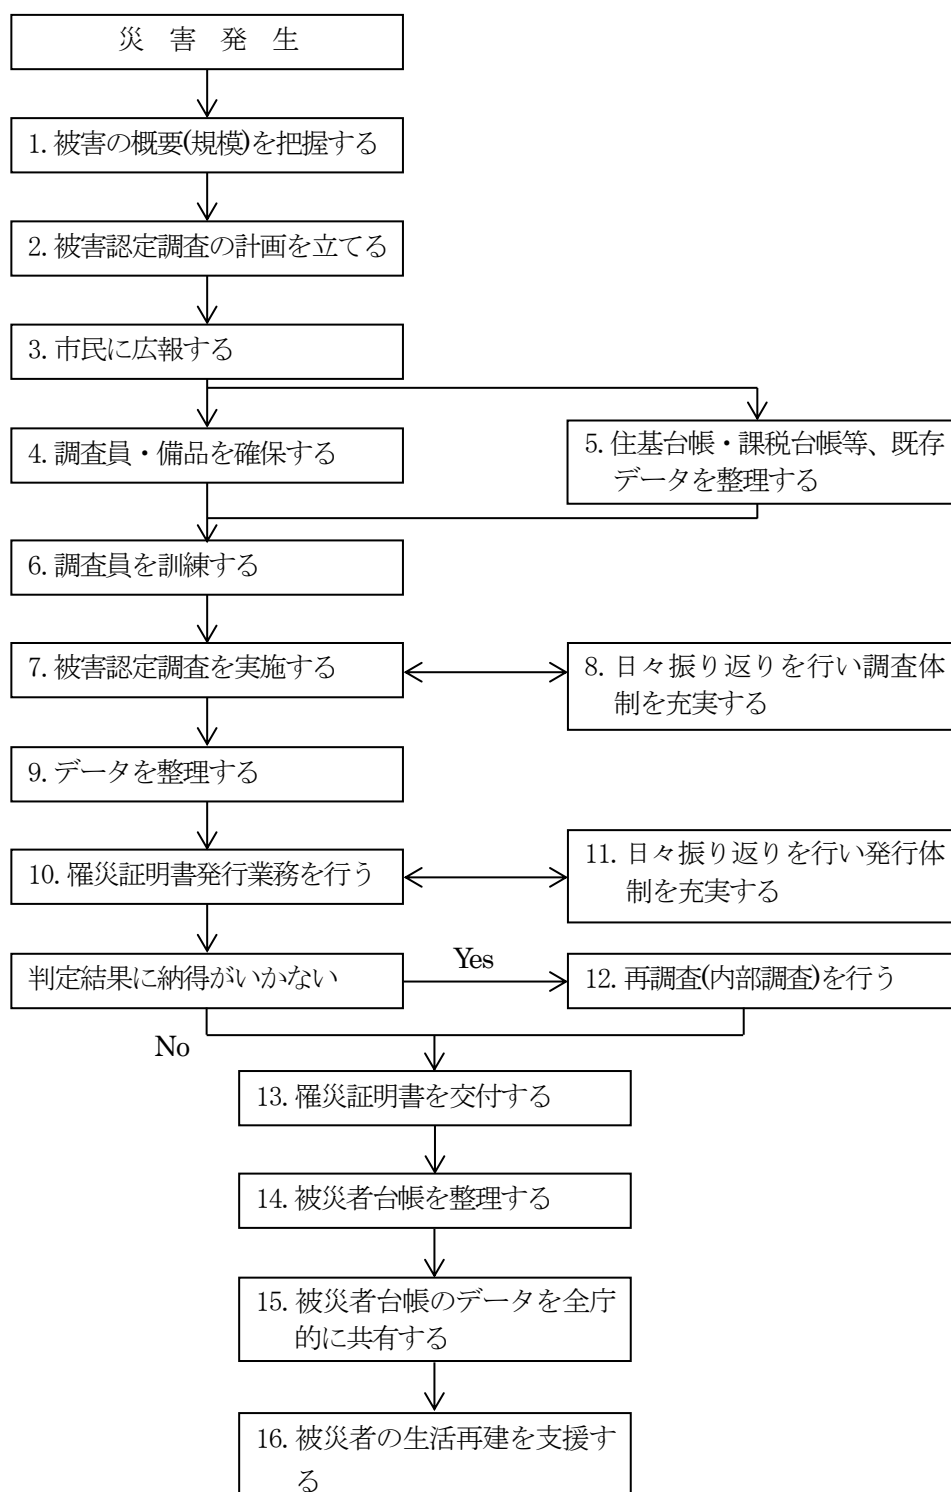 災 害 発 生
1. 被害の概要(規模)を把握する
2. 被害認定調査の計画を立てる
3. 市民に広報する
4. 調査員・備品を確保する
5. 住基台帳・課税台帳等、既存
データを整理する
6. 調査員を訓練する
7. 被害認定調査を実施する
8. 日々振り返りを行い調査体
制を充実する
9. データを整理する
10. 罹災証明書発行業務を行う
11. 日々振り返りを行い発行体
制を充実する
判定結果に納得がいかない
Yes
12. 再調査(内部調査)を行う
No
13. 罹災証明書を交付する
14. 被災者台帳を整理する
15. 被災者台帳のデータを全庁
的に共有する
16. 被災者の生活再建を支援す
る